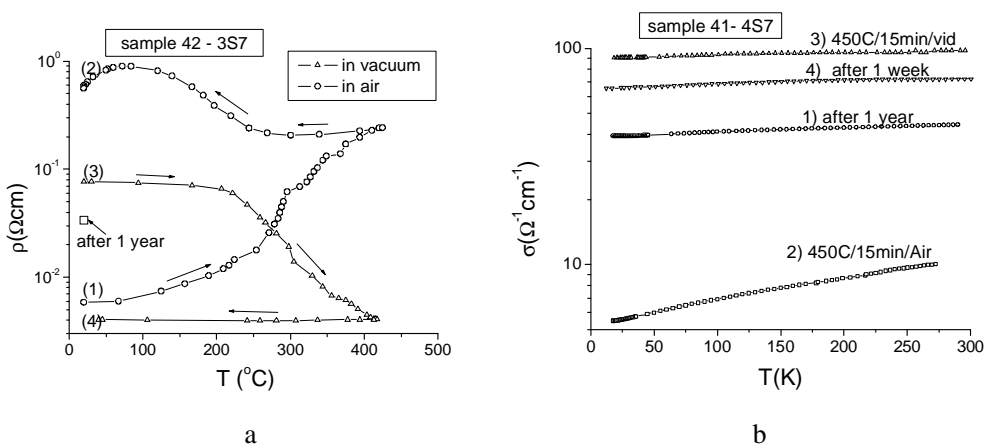 sample 42 - 3S7
in vacuum
in air
(2)
(3)
after 1 year
(1)
(4)
10⁰
10⁻¹
10⁻²
ρ(Ωcm)
0 100 200 300 400 500
T (°C)
a
sample 41- 4S7
3) 450C/15min/vid
4) after 1 week
1) after 1 year
2) 450C/15min/Air
100
10
σ(Ω⁻¹cm⁻¹)
0 50 100 150 200 250 300
T(K)
b